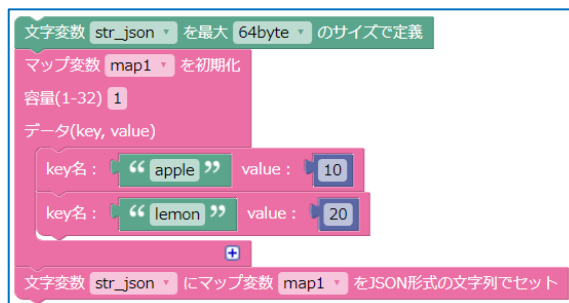 文字変数 str_json を最大 64byte のサイズで定義
マップ変数 map1 を初期化
容量(1-32) 1
データ(key, value)
key名： “ apple ” value： 10
key名： “ lemon ” value： 20
文字変数 str_json にマップ変数 map1 をJSON形式の文字列でセット